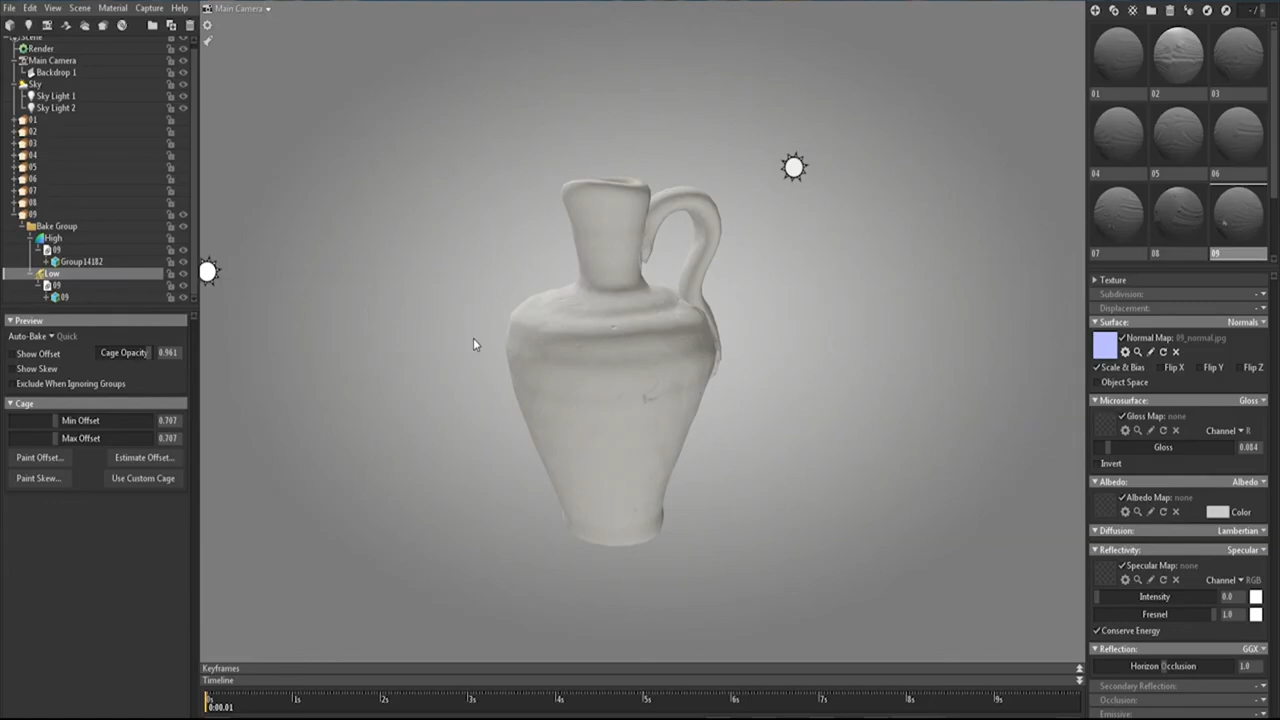 File Edit View Scene Material Capture Help
Main Camera
- /
Scene
Render
Main Camera
Backdrop 1
Sky
Sky Light 1
Sky Light 2
01
02
03
04
05
06
07
08
09
Bake Group
High
09
Group14182
Low
09
09
Preview
Auto-Bake Quick
Show Offset Cage Opacity 0.961
Show Skew
Exclude When Ignoring Groups
Cage
Min Offset 0.707
Max Offset 0.707
Paint Offset... Estimate Offset...
Paint Skew... Use Custom Cage
01 02 03
04 05 06
07 08 09
Texture
Subdivision: -
Displacement: -
Surface: Normals
Normal Map: 09_normal.jpg
Scale & Bias Flip X Flip Y Flip Z
Object Space
Microsurface: Gloss
Gloss Map: none
Channel R
Gloss 0.084
Invert
Albedo: Albedo
Albedo Map: none
Color
Diffusion: Lambertian
Reflectivity: Specular
Specular Map: none
Channel RGB
Intensity 0.0
Fresnel 1.0
Conserve Energy
Reflection: GGX
Horizon Occlusion 1.0
Secondary Reflection: -
Occlusion: -
Emissive: -
Keyframes
Timeline
0s 1s 2s 3s 4s 5s 6s 7s 8s 9s
0:00.01